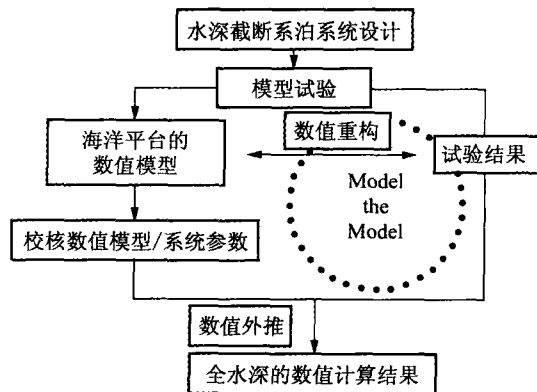 水深截断系泊系统设计
模型试验
数值重构
海洋平台的
数值模型
试验结果
Model
the
Model
校核数值模型/系统参数
数值外推
全水深的数值计算结果